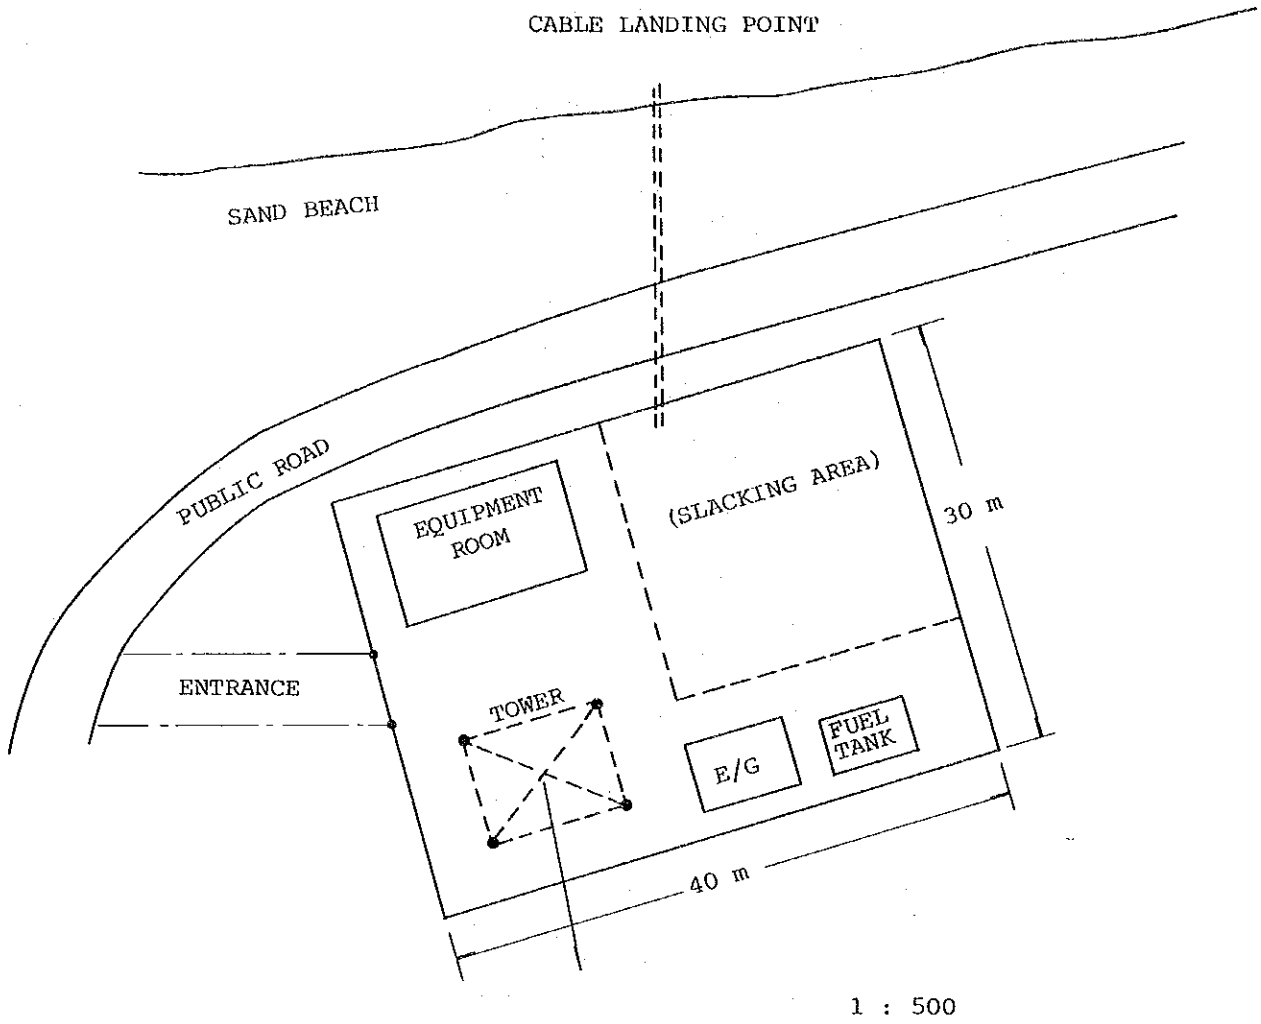 CABLE LANDING POINT
SAND BEACH
PUBLIC ROAD
EQUIPMENT
ROOM
(SLACKING AREA)
30 m
ENTRANCE
TOWER
E/G
FUEL
TANK
40 m
1 : 500